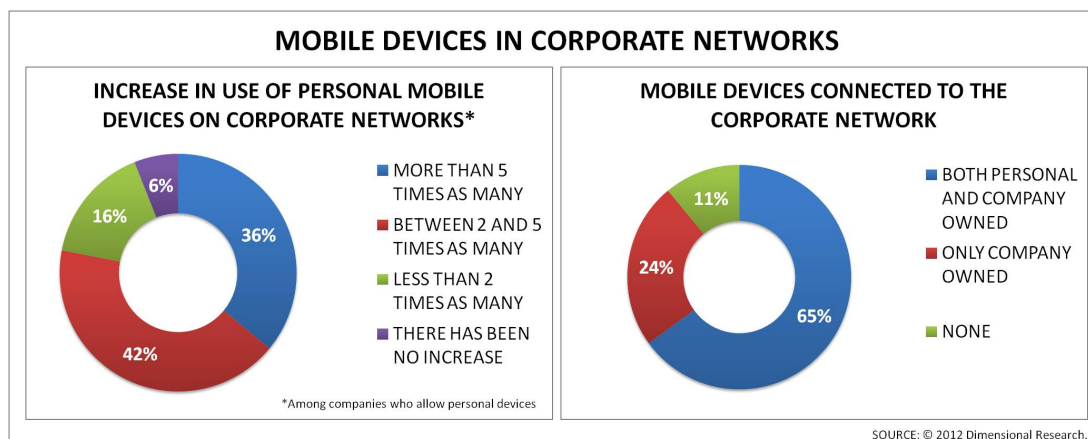 MOBILE DEVICES IN CORPORATE NETWORKS
INCREASE IN USE OF PERSONAL MOBILE
DEVICES ON CORPORATE NETWORKS*
6%
16%
36%
42%
MORE THAN 5
TIMES AS MANY
BETWEEN 2 AND 5
TIMES AS MANY
LESS THAN 2
TIMES AS MANY
THERE HAS BEEN
NO INCREASE
*Among companies who allow personal devices
MOBILE DEVICES CONNECTED TO THE
CORPORATE NETWORK
11%
24%
65%
BOTH PERSONAL
AND COMPANY
OWNED
ONLY COMPANY
OWNED
NONE
SOURCE: © 2012 Dimensional Research.